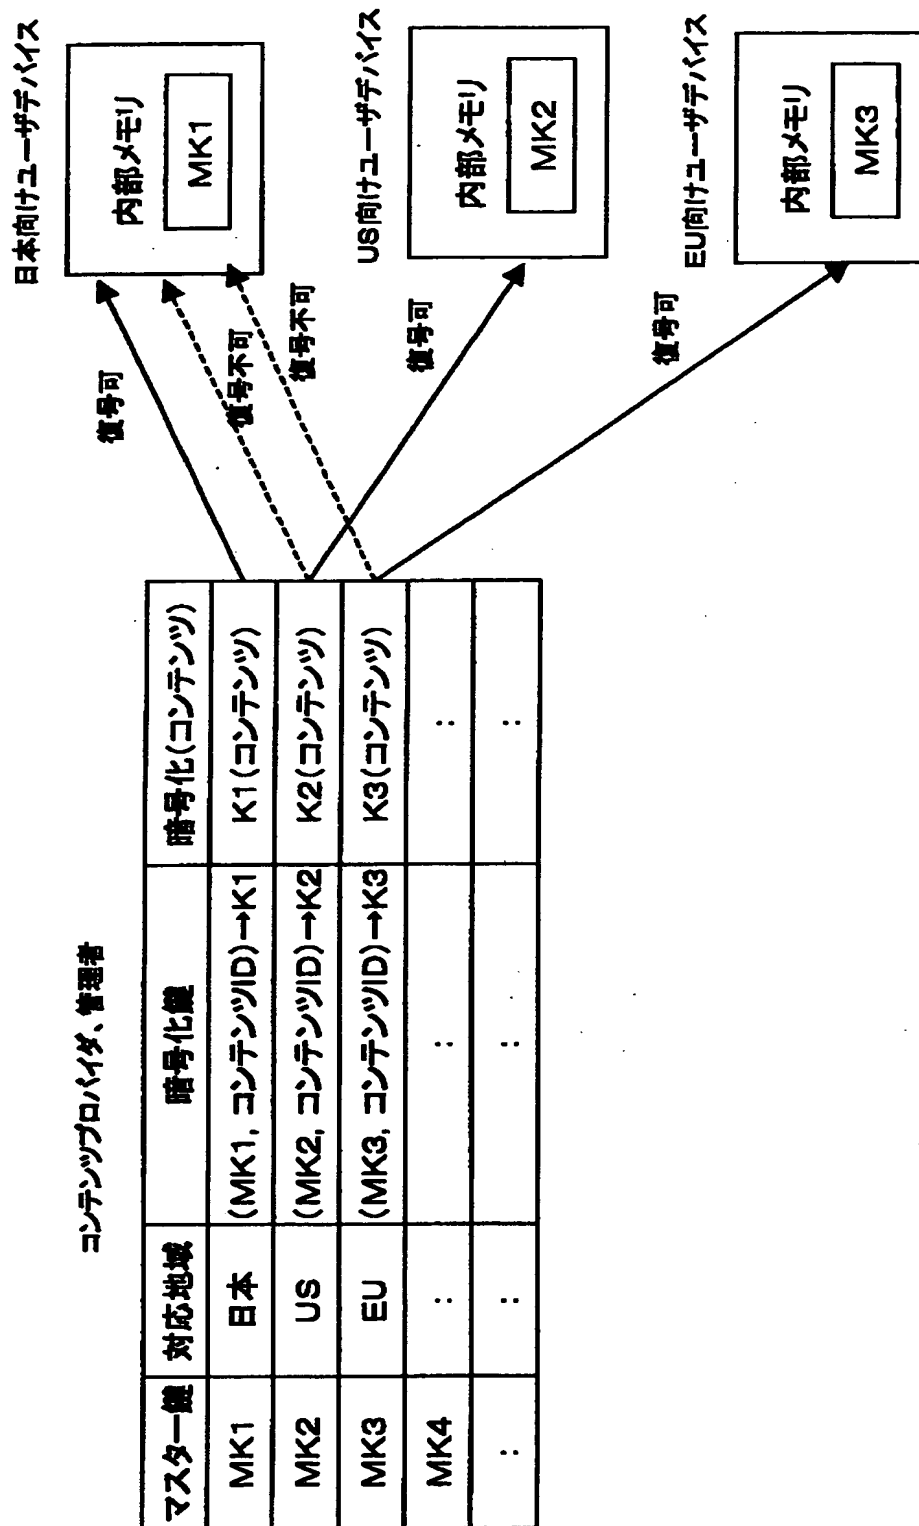 コンテンツプロバイダ、管理者
マスター鍵 対応地域 暗号化鍵 暗号化(コンテンツ)
MK1 日本 (MK1, コンテンツID)→K1 K1(コンテンツ)
MK2 US (MK2, コンテンツID)→K2 K2(コンテンツ)
MK3 EU (MK3, コンテンツID)→K3 K3(コンテンツ)
MK4 : : :
: : : :
復号可
復号不可
復号不可
復号可
復号可
日本向けユーザデバイス
内部メモリ
MK1
US向けユーザデバイス
内部メモリ
MK2
EU向けユーザデバイス
内部メモリ
MK3